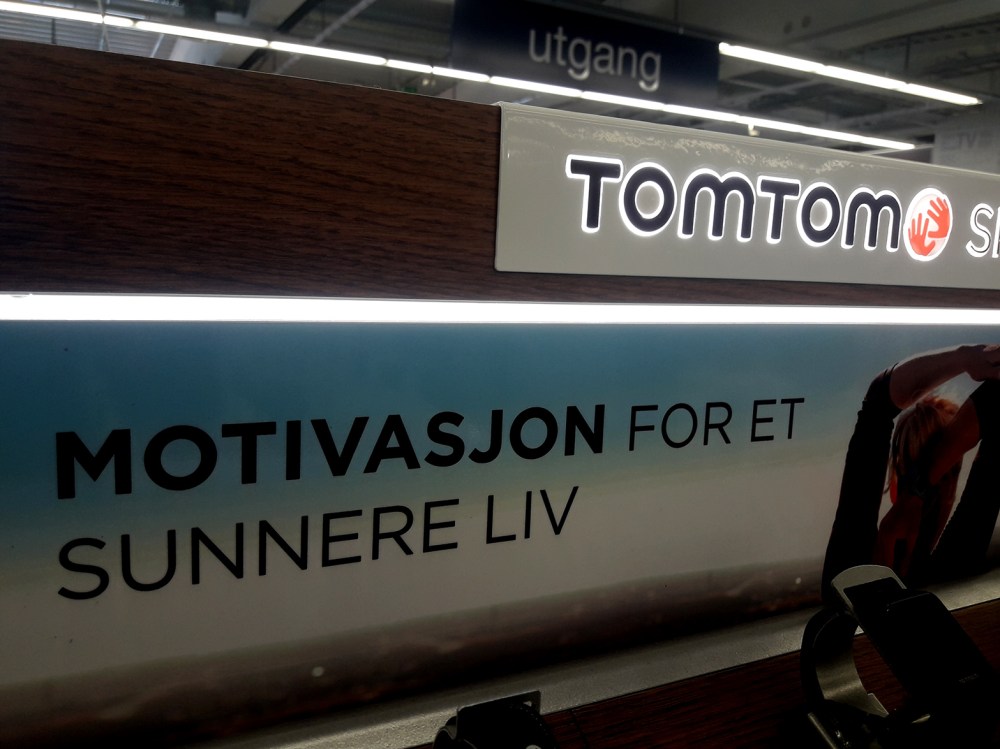 utgang
TOMTOM
MOTIVASJON FOR ET
SUNNERE LIV